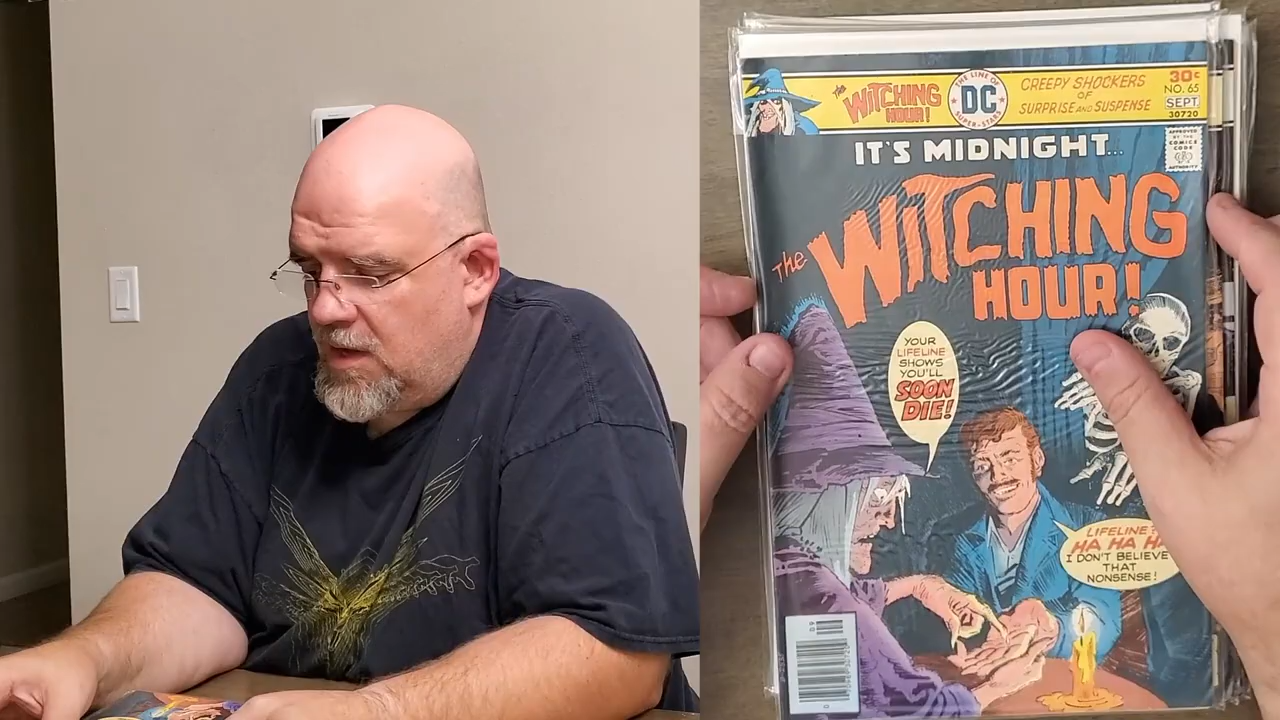 THE WITCHING HOUR!
THE LINE OF
DC
SUPER-STARS
CREEPY SHOCKERS
OF
SURPRISE AND SUSPENSE
30¢
NO. 65
SEPT.
30720
APPROVED
BY THE
COMICS
CODE
AUTHORITY
IT'S MIDNIGHT...
The WITCHING
HOUR!
YOUR
LIFELINE
SHOWS
YOU'LL
SOON
DIE!
LIFELINE?
HA HA HA
I DON'T BELIEVE
THAT
NONSENSE!
09